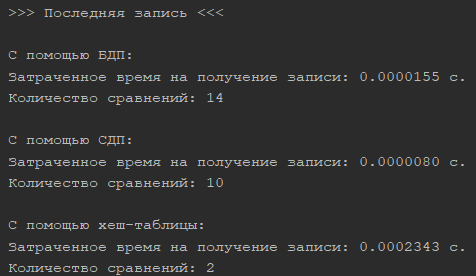 >>> Последняя запись <<<
С помощью БДП:
Затраченное время на получение записи: 0.0000155 с.
Количество сравнений: 14
С помощью СДП:
Затраченное время на получение записи: 0.0000080 с.
Количество сравнений: 10
С помощью хеш-таблицы:
Затраченное время на получение записи: 0.0002343 с.
Количество сравнений: 2